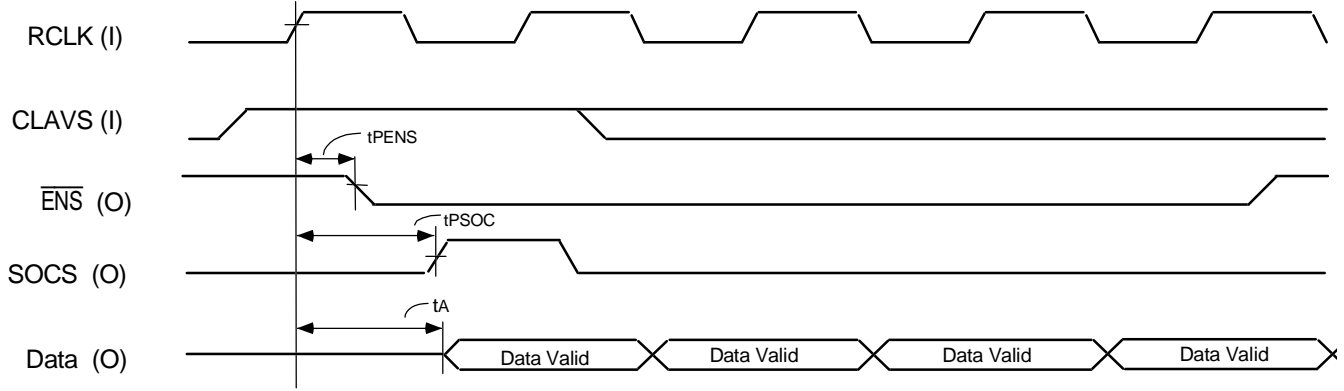 RCLK (I)
CLAVS (I)
tPENS
ENS (O)
tPSOC
SOCS (O)
tA
Data (O)
Data Valid
Data Valid
Data Valid
Data Valid